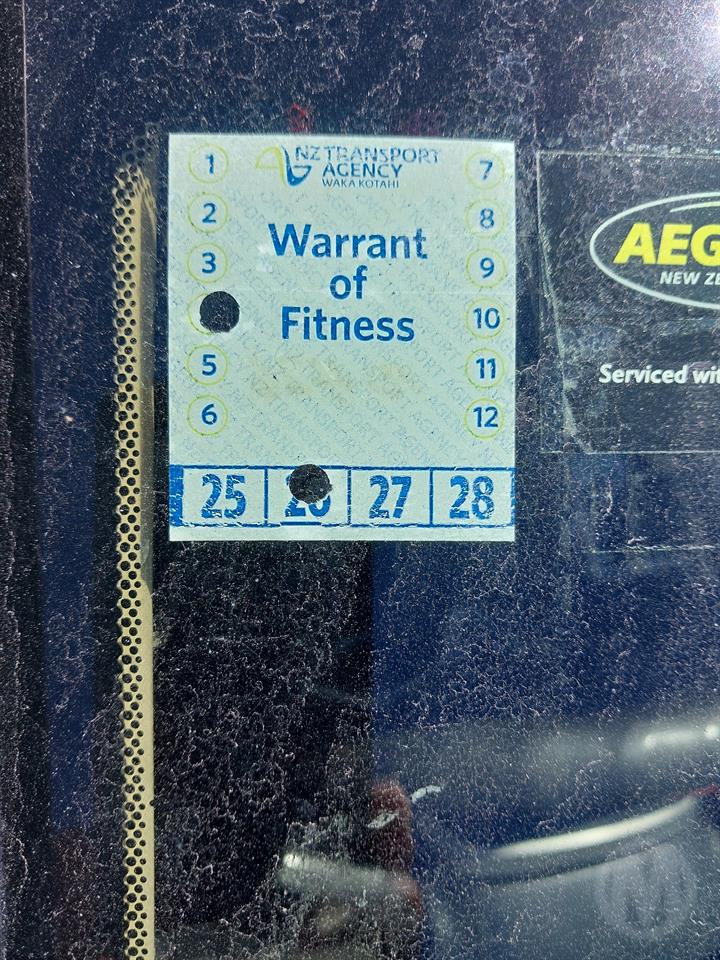 NZ TRANSPORT
AGENCY
WAKA KOTAHI
Warrant
of
Fitness
1
2
3
5
6
7
8
9
10
11
12
25 26 27 28
AEG
NEW ZE
Serviced wit
M